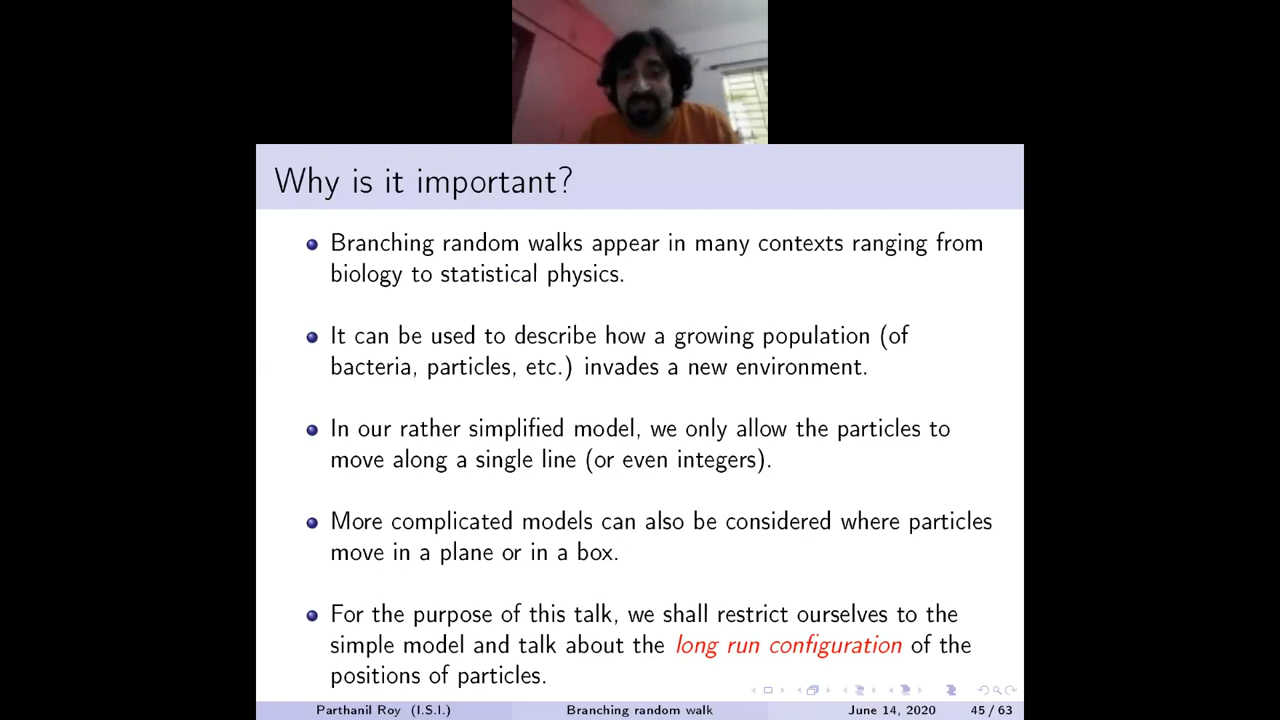 Why is it important?
Branching random walks appear in many contexts ranging from
biology to statistical physics.
It can be used to describe how a growing population (of
bacteria, particles, etc.) invades a new environment.
In our rather simplified model, we only allow the particles to
move along a single line (or even integers).
More complicated models can also be considered where particles
move in a plane or in a box.
For the purpose of this talk, we shall restrict ourselves to the
simple model and talk about the long run configuration of the
positions of particles.
Parthanil Roy (I.S.I.) Branching random walk June 14, 2020 45 / 63